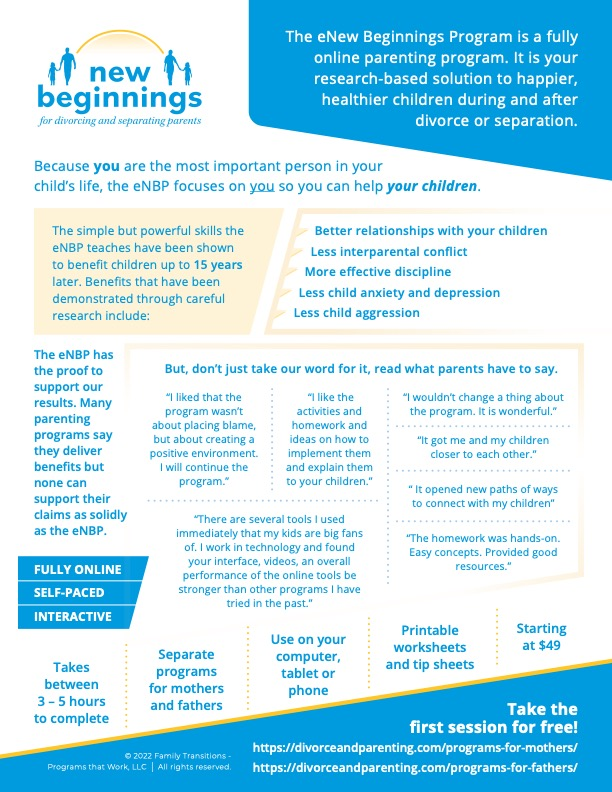 new
beginnings
for divorcing and separating parents
The eNew Beginnings Program is a fully
online parenting program. It is your
research-based solution to happier,
healthier children during and after
divorce or separation.
Because you are the most important person in your
child's life, the eNBP focuses on you so you can help your children.
The simple but powerful skills the
eNBP teaches have been shown
to benefit children up to 15 years
later. Benefits that have been
demonstrated through careful
research include:
Better relationships with your children
Less interparental conflict
More effective discipline
Less child anxiety and depression
Less child aggression
The eNBP has
the proof to
support our
results. Many
parenting
programs say
they deliver
benefits but
none can
support their
claims as solidly
as the eNBP.
But, don't just take our word for it, read what parents have to say.
"I liked that the
program wasn't
about placing blame,
but about creating a
positive environment.
I will continue the
program."
"I like the
activities and
homework and
ideas on how to
implement them
and explain them
to your children."
"I wouldn't change a thing about
the program. It is wonderful."
"It got me and my children
closer to each other."
" It opened new paths of ways
to connect with my children"
"The homework was hands-on.
Easy concepts. Provided good
resources."
"There are several tools I used
immediately that my kids are big fans
of. I work in technology and found
your interface, videos, an overall
performance of the online tools be
stronger than other programs I have
tried in the past."
FULLY ONLINE
SELF-PACED
INTERACTIVE
Takes
between
3 – 5 hours
to complete
Separate
programs
for mothers
and fathers
Use on your
computer,
tablet or
phone
Printable
worksheets
and tip sheets
Starting
at $49
Take the
first session for free!
https://divorceandparenting.com/programs-for-mothers/
https://divorceandparenting.com/programs-for-fathers/
© 2022 Family Transitions -
Programs that Work, LLC | All rights reserved.